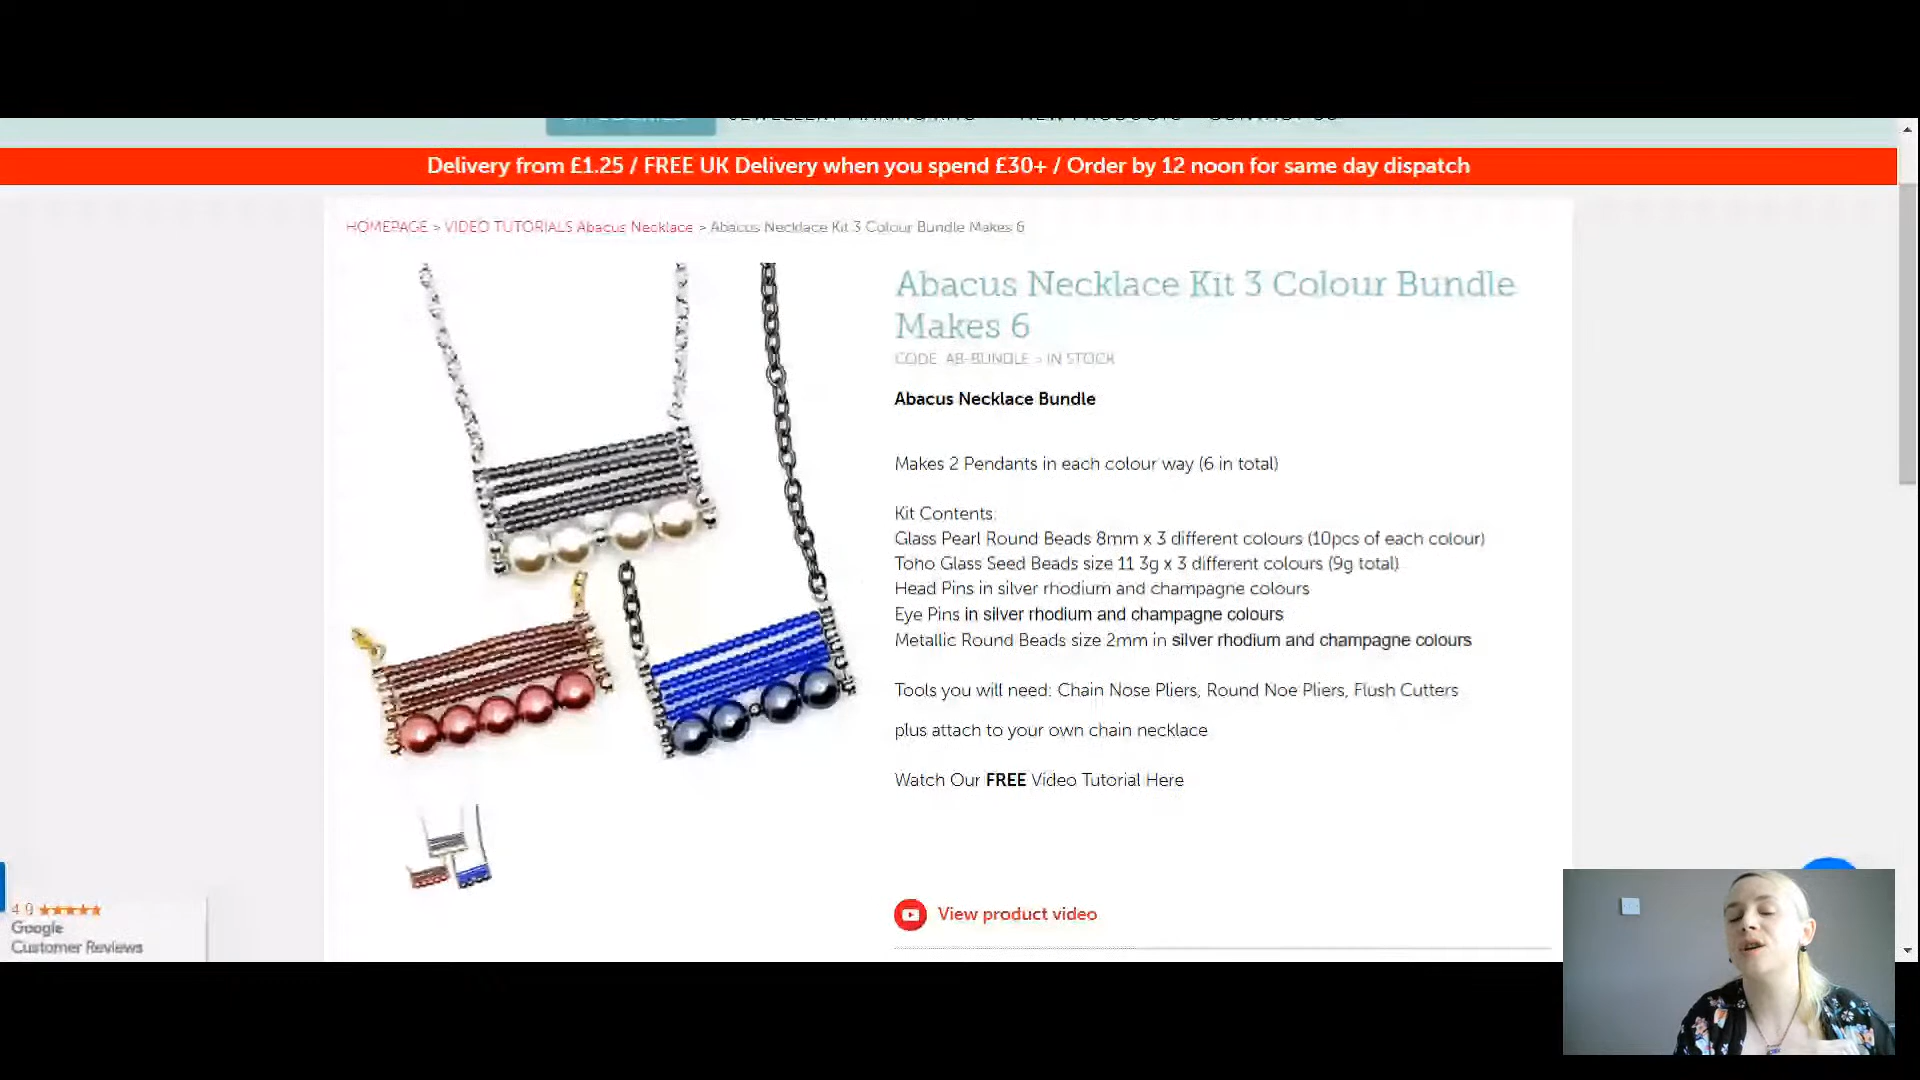 Delivery from £1.25 / FREE UK Delivery when you spend £30+ / Order by 12 noon for same day dispatch
HOMEPAGE > VIDEO TUTORIALS Abacus Necklace > Abacus Necklace Kit 3 Colour Bundle Makes 6
Abacus Necklace Kit 3 Colour Bundle
Makes 6
CODE AB-BUNDLE > IN STOCK
Abacus Necklace Bundle
Makes 2 Pendants in each colour way (6 in total)
Kit Contents:
Glass Pearl Round Beads 8mm x 3 different colours (10pcs of each colour)
Toho Glass Seed Beads size 11 3g x 3 different colours (9g total)
Head Pins in silver rhodium and champagne colours
Eye Pins in silver rhodium and champagne colours
Metallic Round Beads size 2mm in silver rhodium and champagne colours
Tools you will need: Chain Nose Pliers, Round Noe Pliers, Flush Cutters
plus attach to your own chain necklace
Watch Our FREE Video Tutorial Here
View product video
4.9 ★★★★★
Google
Customer Reviews